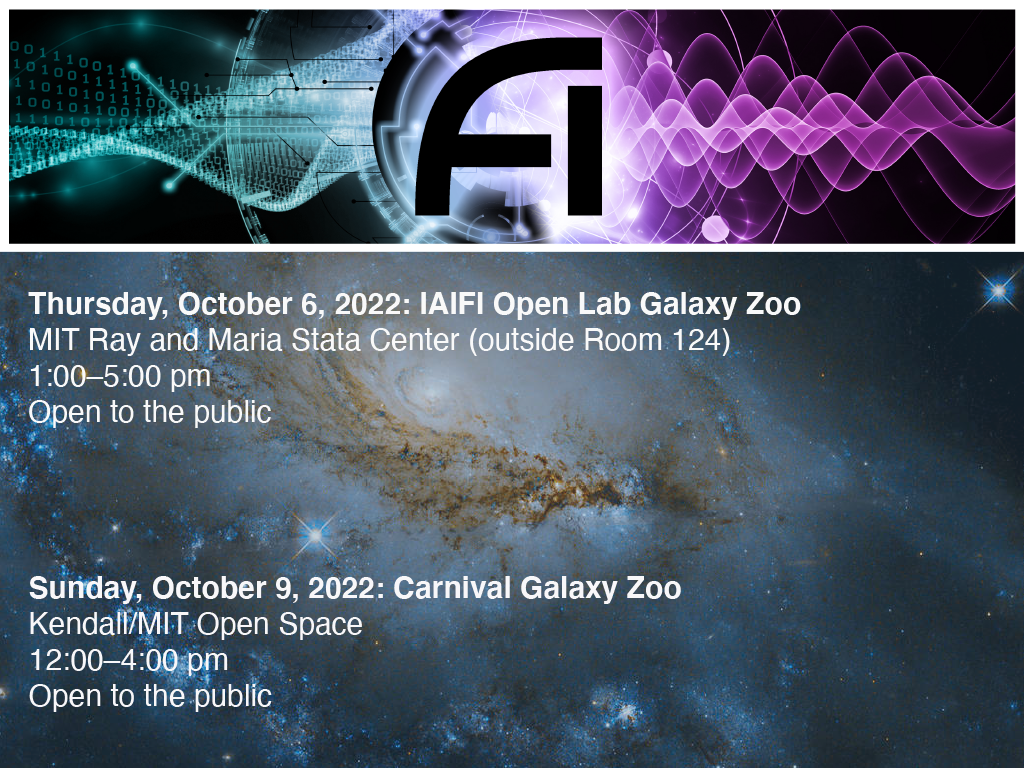 AI
Thursday, October 6, 2022: IAIFI Open Lab Galaxy Zoo
MIT Ray and Maria Stata Center (outside Room 124)
1:00–5:00 pm
Open to the public
Sunday, October 9, 2022: Carnival Galaxy Zoo
Kendall/MIT Open Space
12:00–4:00 pm
Open to the public